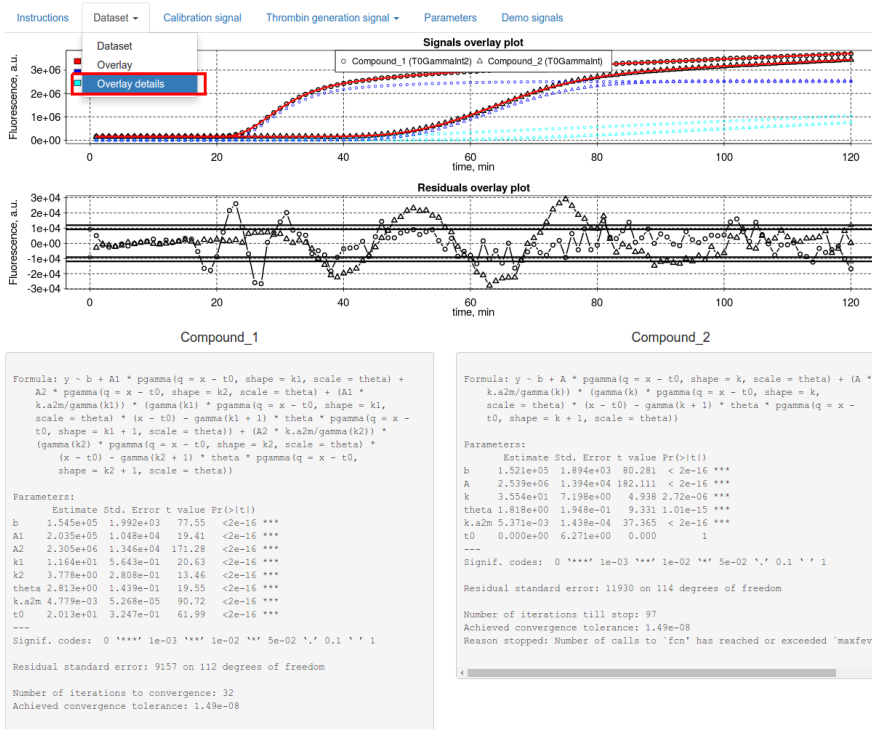 Instructions Dataset Calibration signal Thrombin generation signal Parameters Demo signals
Dataset
Overlay
Overlay details
Signals overlay plot
Compound_1 (T0GammaInt2) Compound_2 (T0GammaInt)
Fluorescence, a.u.
3e+06
2e+06
1e+06
0e+00
0 20 40 60 80 100 120
time, min
Residuals overlay plot
Fluorescence, a.u.
3e+04
2e+04
1e+04
0e+00
-1e+04
-2e+04
-3e+04
0 20 40 60 80 100 120
time, min
Compound_1
Formula: y ~ b + A1 * pgamma(q = x - t0, shape = k1, scale = theta) +
A2 * pgamma(q = x - t0, shape = k2, scale = theta) + (A1 *
k.a2m/gamma(k1)) * (gamma(k1) * pgamma(q = x - t0, shape = k1,
scale = theta) * (x - t0) - gamma(k1 + 1) * theta * pgamma(q = x -
t0, shape = k1 + 1, scale = theta)) + (A2 * k.a2m/gamma(k2)) *
(gamma(k2) * pgamma(q = x - t0, shape = k2, scale = theta) *
(x - t0) - gamma(k2 + 1) * theta * pgamma(q = x - t0,
shape = k2 + 1, scale = theta))
Parameters:
Estimate Std. Error t value Pr(>|t|)
b 1.545e+05 1.992e+03 77.55 <2e-16 ***
A1 2.035e+05 1.048e+04 19.41 <2e-16 ***
A2 2.305e+06 1.346e+04 171.28 <2e-16 ***
k1 1.164e+01 5.643e-01 20.63 <2e-16 ***
k2 3.778e+00 2.808e-01 13.46 <2e-16 ***
theta 2.813e+00 1.439e-01 19.55 <2e-16 ***
k.a2m 4.779e-03 5.268e-05 90.72 <2e-16 ***
t0 2.013e+01 3.247e-01 61.99 <2e-16 ***
---
Signif. codes: 0 ‘***’ 1e-03 ‘**’ 1e-02 ‘*’ 5e-02 ‘.’ 0.1 ‘ ’ 1
Residual standard error: 9157 on 112 degrees of freedom
Number of iterations to convergence: 32
Achieved convergence tolerance: 1.49e-08
Compound_2
Formula: y ~ b + A * pgamma(q = x - t0, shape = k, scale = theta) + (A *
k.a2m/gamma(k)) * (gamma(k) * pgamma(q = x - t0, shape = k,
scale = theta) * (x - t0) - gamma(k + 1) * theta * pgamma(q = x -
t0, shape = k + 1, scale = theta))
Parameters:
Estimate Std. Error t value Pr(>|t|)
b 1.521e+05 1.894e+03 80.281 < 2e-16 ***
A 2.539e+06 1.394e+04 182.111 < 2e-16 ***
k 3.554e+01 7.198e+00 4.938 2.72e-06 ***
theta 1.818e+00 1.948e-01 9.331 1.01e-15 ***
k.a2m 5.371e-03 1.438e-04 37.365 < 2e-16 ***
t0 0.000e+00 6.271e+00 0.000 1
---
Signif. codes: 0 ‘***’ 1e-03 ‘**’ 1e-02 ‘*’ 5e-02 ‘.’ 0.1 ‘ ’ 1
Residual standard error: 11930 on 114 degrees of freedom
Number of iterations till stop: 97
Achieved convergence tolerance: 1.49e-08
Reason stopped: Number of calls to `fcn' has reached or exceeded `maxfev